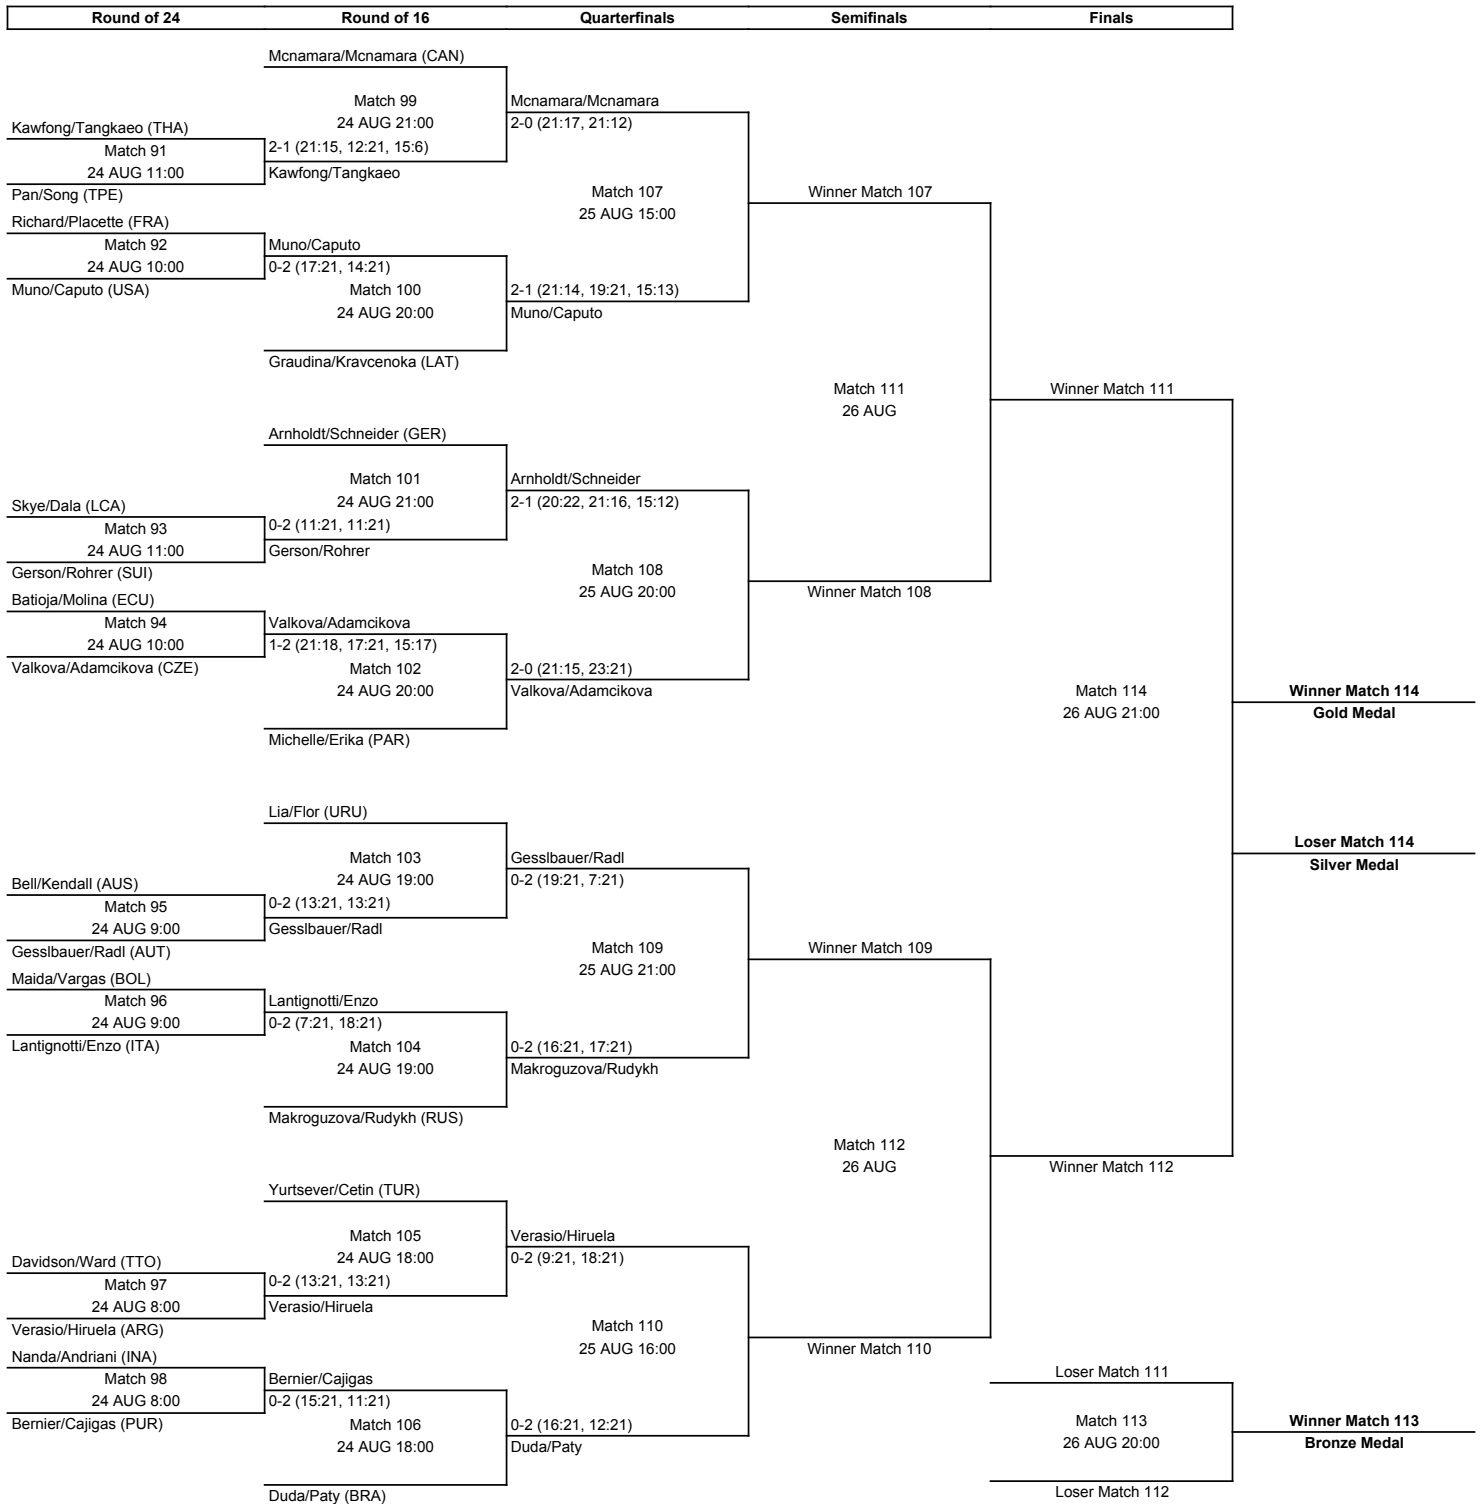 Round of 24
Round of 16
Quarterfinals
Semifinals
Finals
Mcnamara/Mcnamara (CAN)
Match 99
24 AUG 21:00
Mcnamara/Mcnamara
2-0 (21:17, 21:12)
Kawfong/Tangkaeo (THA)
Match 91
24 AUG 11:00
2-1 (21:15, 12:21, 15:6)
Kawfong/Tangkaeo
Pan/Song (TPE)
Match 107
25 AUG 15:00
Winner Match 107
Richard/Placette (FRA)
Match 92
24 AUG 10:00
Muno/Caputo
0-2 (17:21, 14:21)
Muno/Caputo (USA)
Match 100
24 AUG 20:00
2-1 (21:14, 19:21, 15:13)
Muno/Caputo
Graudina/Kravcenoka (LAT)
Match 111
26 AUG
Winner Match 111
Arnholdt/Schneider (GER)
Match 101
24 AUG 21:00
Arnholdt/Schneider
2-1 (20:22, 21:16, 15:12)
Skye/Dala (LCA)
Match 93
24 AUG 11:00
0-2 (11:21, 11:21)
Gerson/Rohrer
Gerson/Rohrer (SUI)
Match 108
25 AUG 20:00
Winner Match 108
Batioja/Molina (ECU)
Match 94
24 AUG 10:00
Valkova/Adamcikova
1-2 (21:18, 17:21, 15:17)
Valkova/Adamcikova (CZE)
Match 102
24 AUG 20:00
2-0 (21:15, 23:21)
Valkova/Adamcikova
Michelle/Erika (PAR)
Match 114
26 AUG 21:00
Winner Match 114
Gold Medal
Lia/Flor (URU)
Match 103
24 AUG 19:00
Gesslbauer/Radl
0-2 (19:21, 7:21)
Loser Match 114
Silver Medal
Bell/Kendall (AUS)
Match 95
24 AUG 9:00
0-2 (13:21, 13:21)
Gesslbauer/Radl
Gesslbauer/Radl (AUT)
Match 109
25 AUG 21:00
Winner Match 109
Maida/Vargas (BOL)
Match 96
24 AUG 9:00
Lantignotti/Enzo
0-2 (7:21, 18:21)
Lantignotti/Enzo (ITA)
Match 104
24 AUG 19:00
0-2 (16:21, 17:21)
Makroguzova/Rudykh
Makroguzova/Rudykh (RUS)
Match 112
26 AUG
Winner Match 112
Yurtsever/Cetin (TUR)
Match 105
24 AUG 18:00
Verasio/Hiruela
0-2 (9:21, 18:21)
Davidson/Ward (TTO)
Match 97
24 AUG 8:00
0-2 (13:21, 13:21)
Verasio/Hiruela
Verasio/Hiruela (ARG)
Match 110
25 AUG 16:00
Winner Match 110
Nanda/Andriani (INA)
Match 98
24 AUG 8:00
Bernier/Cajigas
0-2 (15:21, 11:21)
Bernier/Cajigas (PUR)
Match 106
24 AUG 18:00
0-2 (16:21, 12:21)
Duda/Paty
Duda/Paty (BRA)
Loser Match 111
Match 113
26 AUG 20:00
Winner Match 113
Bronze Medal
Loser Match 112